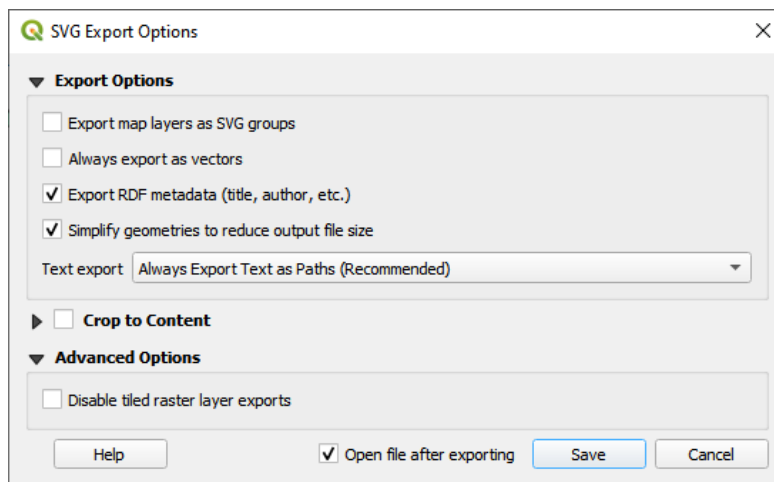 SVG Export Options
Export Options
Export map layers as SVG groups
Always export as vectors
Export RDF metadata (title, author, etc.)
Simplify geometries to reduce output file size
Text export Always Export Text as Paths (Recommended)
Crop to Content
Advanced Options
Disable tiled raster layer exports
Help Open file after exporting Save Cancel